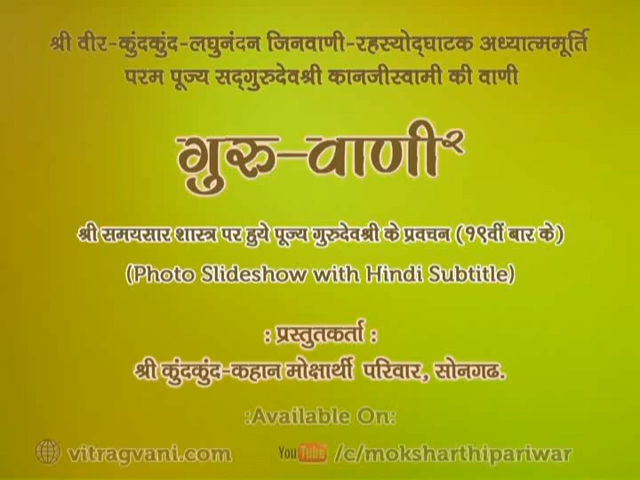 श्री वीर-कुंदकुंद-लघुनंदन जिनवाणी-रहस्योद्घाटक अध्यात्ममूर्ति
परम पूज्य सद्गुरुदेवश्री कानजीस्वामी की वाणी
गुरु-वाणी२
श्री समयसार शास्त्र पर हुये पूज्य गुरुदेवश्री के प्रवचन (१९वीं बार के)
(Photo Slideshow with Hindi Subtitle)
: प्रस्तुतकर्ता :
श्री कुंदकुंद-कहान मोक्षार्थी परिवार, सोनगढ.
:Available On:
vitragvani.com YouTube /c/moksharthipariwar